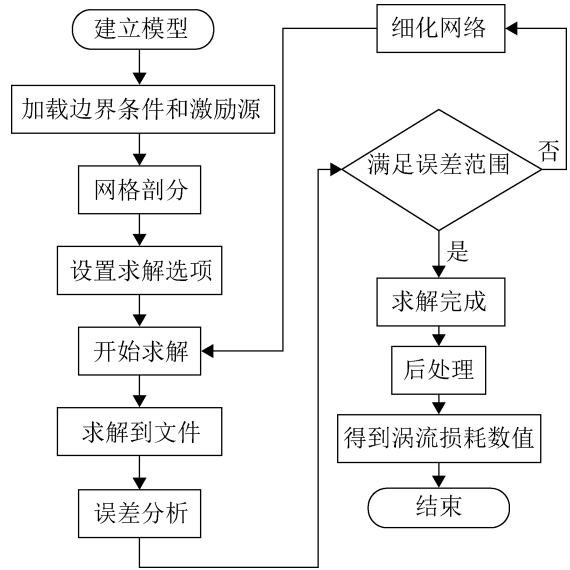 建立模型
加载边界条件和激励源
网格剖分
设置求解选项
开始求解
求解到文件
误差分析
细化网络
满足误差范围
否
是
求解完成
后处理
得到涡流损耗数值
结束